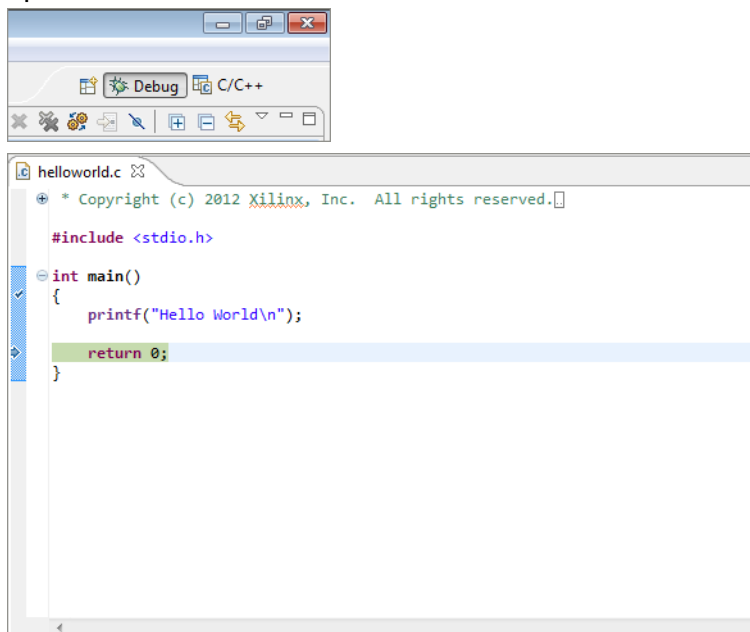 Debug C/C++
helloworld.c
* Copyright (c) 2012 Xilinx, Inc.  All rights reserved.
#include <stdio.h>
int main()
{
    printf("Hello World\n");
    return 0;
}